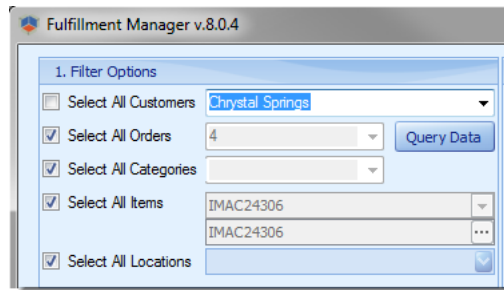 Fulfillment Manager v.8.0.4
1. Filter Options
Select All Customers Chrystal Springs
Select All Orders 4 Query Data
Select All Categories
Select All Items IMAC24306
IMAC24306 ...
Select All Locations